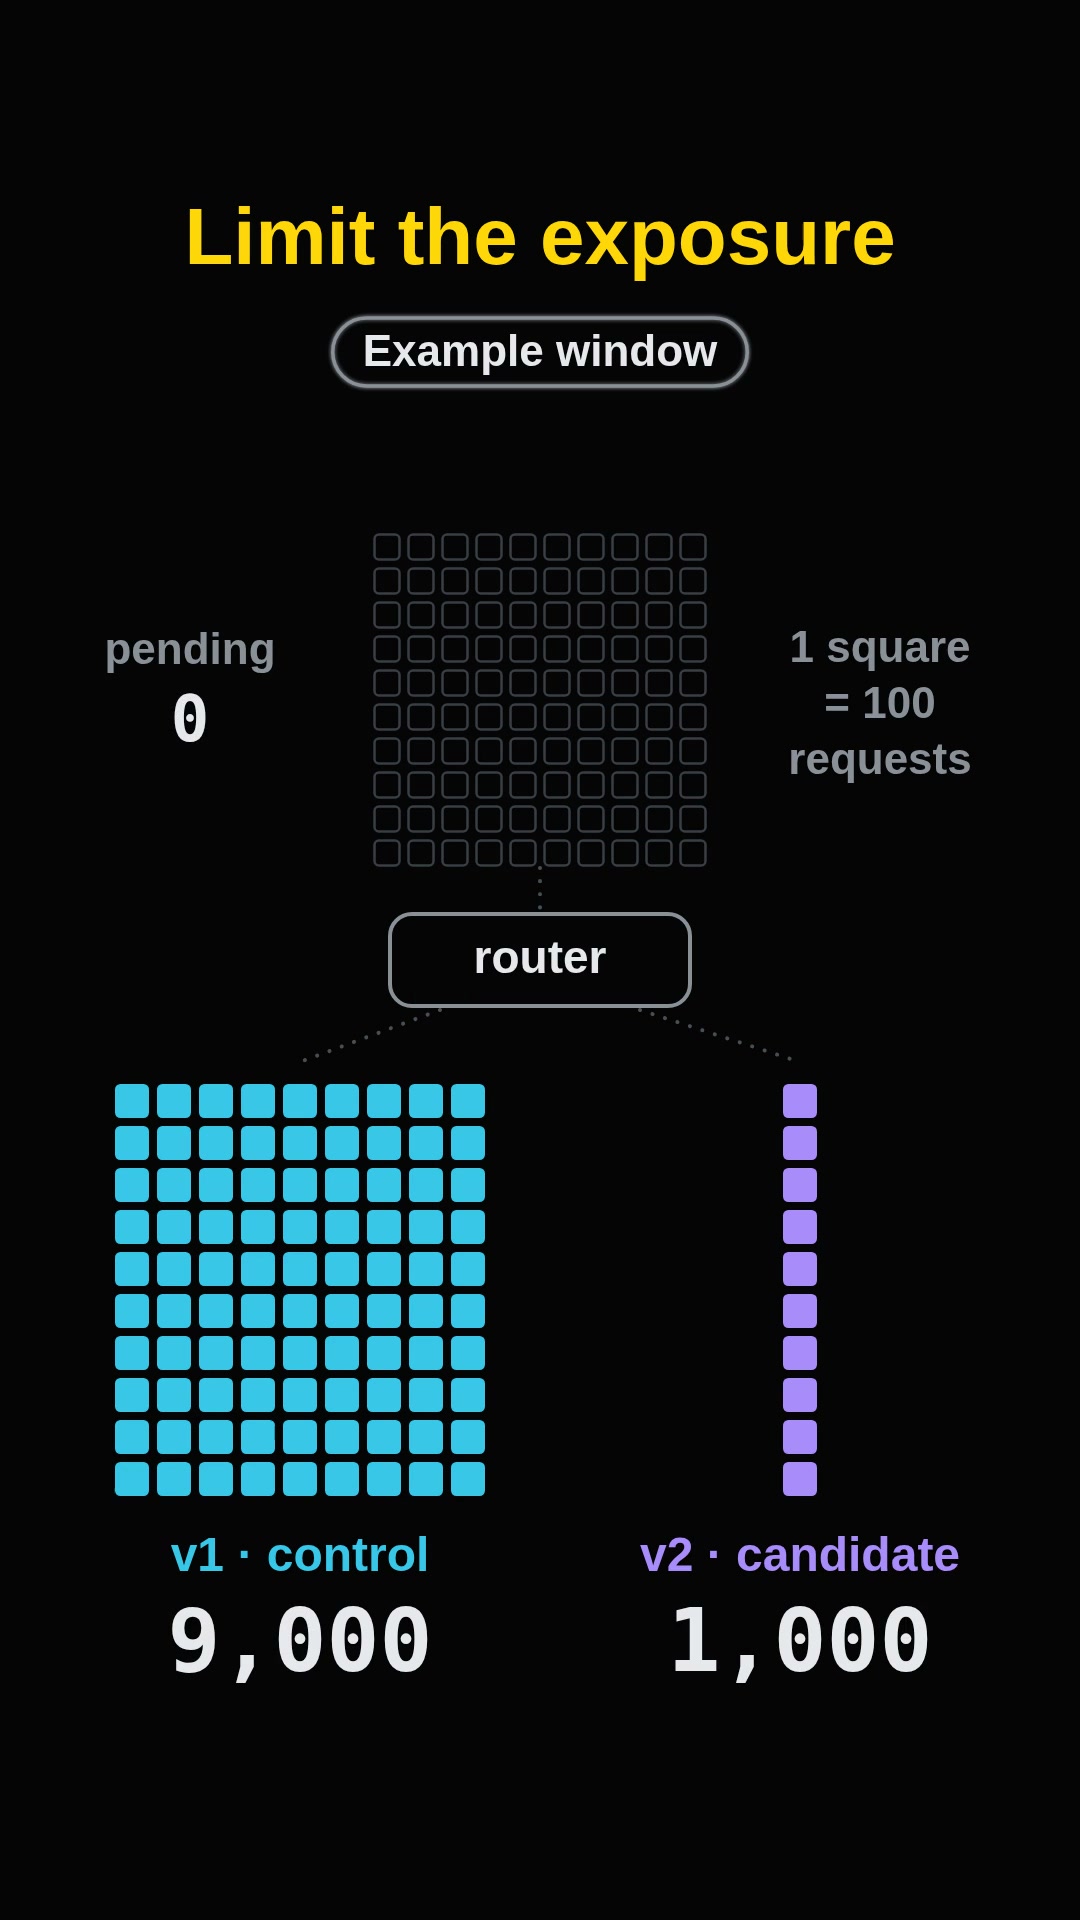 Limit the exposure
Example window
pending
0
1 square
= 100
requests
router
v1 · control
9,000
v2 · candidate
1,000